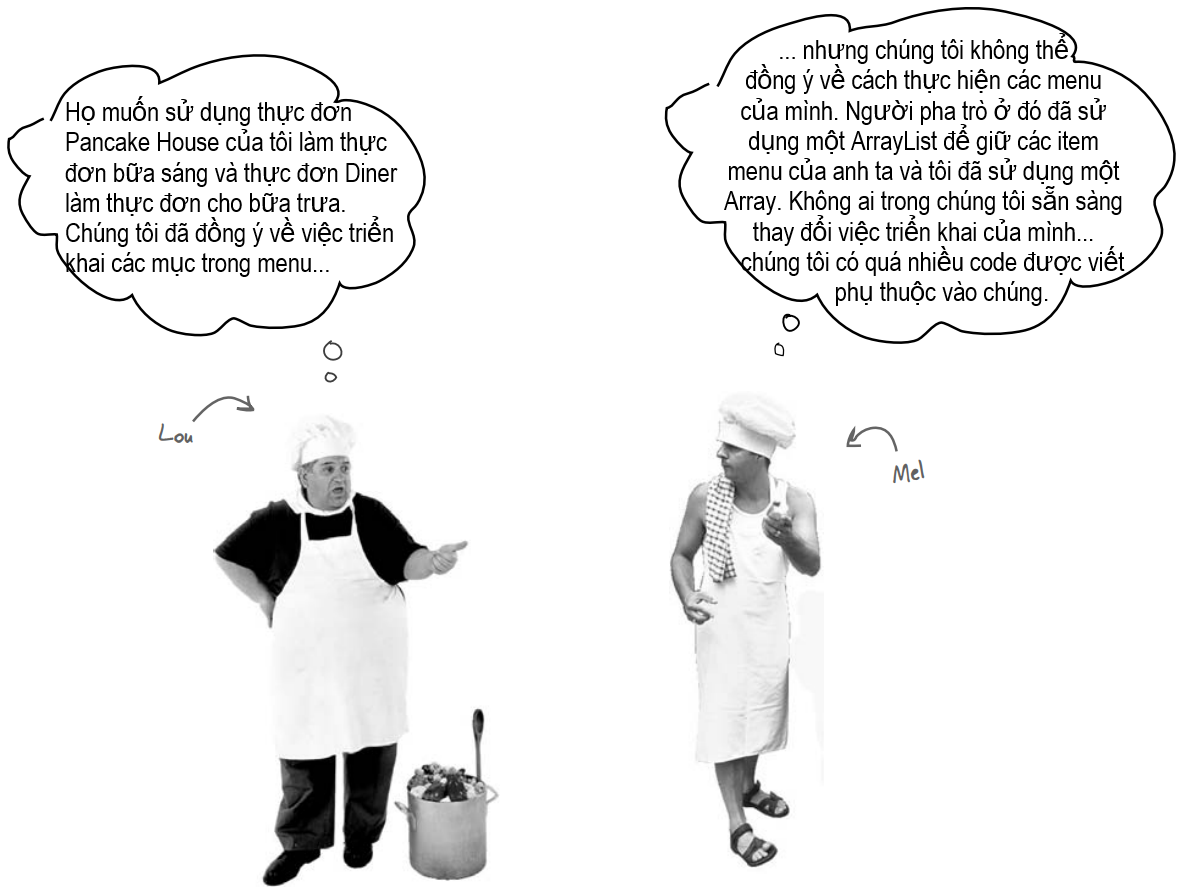 Họ muốn sử dụng thực đơn
Pancake House của tôi làm thực
đơn bữa sáng và thực đơn Diner
làm thực đơn cho bữa trưa.
Chúng tôi đã đồng ý về việc triển
khai các mục trong menu...
... nhưng chúng tôi không thể
đồng ý về cách thực hiện các menu
của mình. Người pha trò ở đó đã sử
dụng một ArrayList để giữ các item
menu của anh ta và tôi đã sử dụng một
Array. Không ai trong chúng tôi sẵn sàng
thay đổi việc triển khai của mình...
chúng tôi có quá nhiều code được viết
phụ thuộc vào chúng.
Lou
Mel